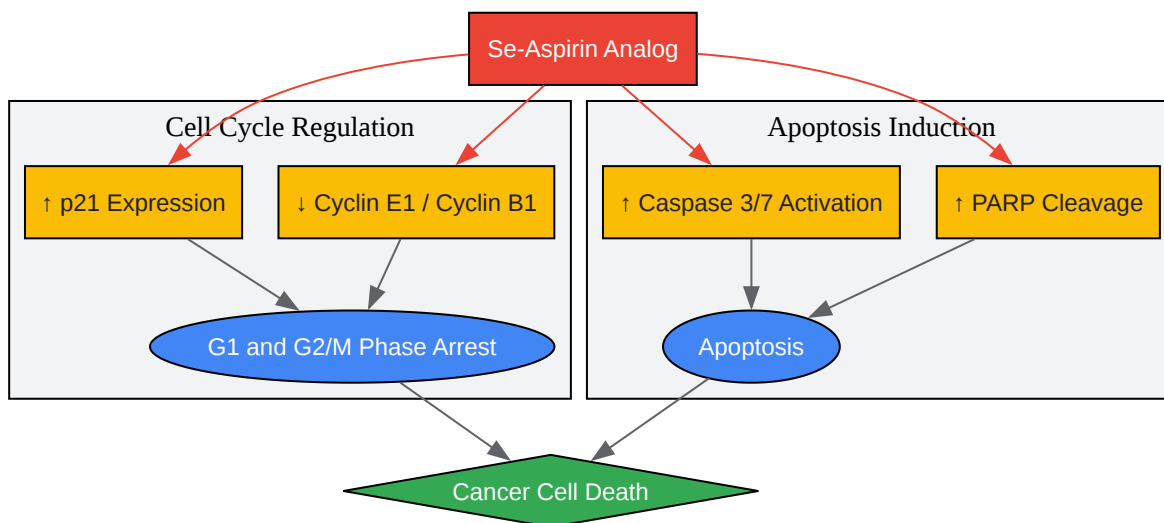 Se-Aspirin Analog
Cell Cycle Regulation
Apoptosis Induction
↑ p21 Expression
↓ Cyclin E1 / Cyclin B1
↑ Caspase 3/7 Activation
↑ PARP Cleavage
G1 and G2/M Phase Arrest
Apoptosis
Cancer Cell Death